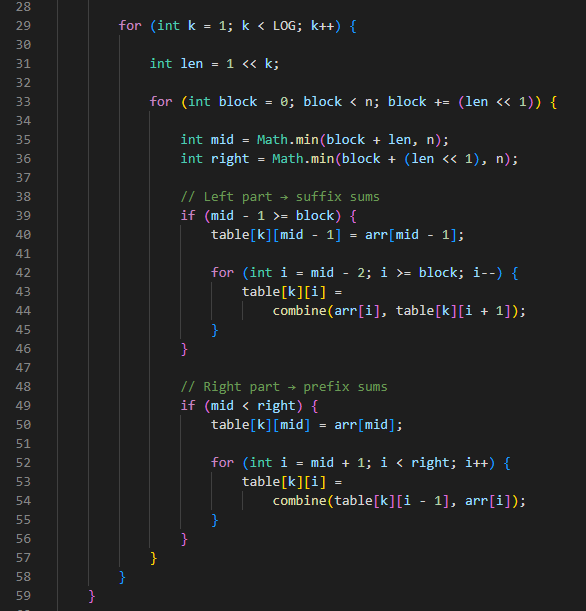 28
29 for (int k = 1; k < LOG; k++) {
30
31 int len = 1 << k;
32
33 for (int block = 0; block < n; block += (len << 1)) {
34
35 int mid = Math.min(block + len, n);
36 int right = Math.min(block + (len << 1), n);
37
38 // Left part → suffix sums
39 if (mid - 1 >= block) {
40 table[k][mid - 1] = arr[mid - 1];
41
42 for (int i = mid - 2; i >= block; i--) {
43 table[k][i] =
44 combine(arr[i], table[k][i + 1]);
45 }
46 }
47
48 // Right part → prefix sums
49 if (mid < right) {
50 table[k][mid] = arr[mid];
51
52 for (int i = mid + 1; i < right; i++) {
53 table[k][i] =
54 combine(table[k][i - 1], arr[i]);
55 }
56 }
57 }
58 }
59 }